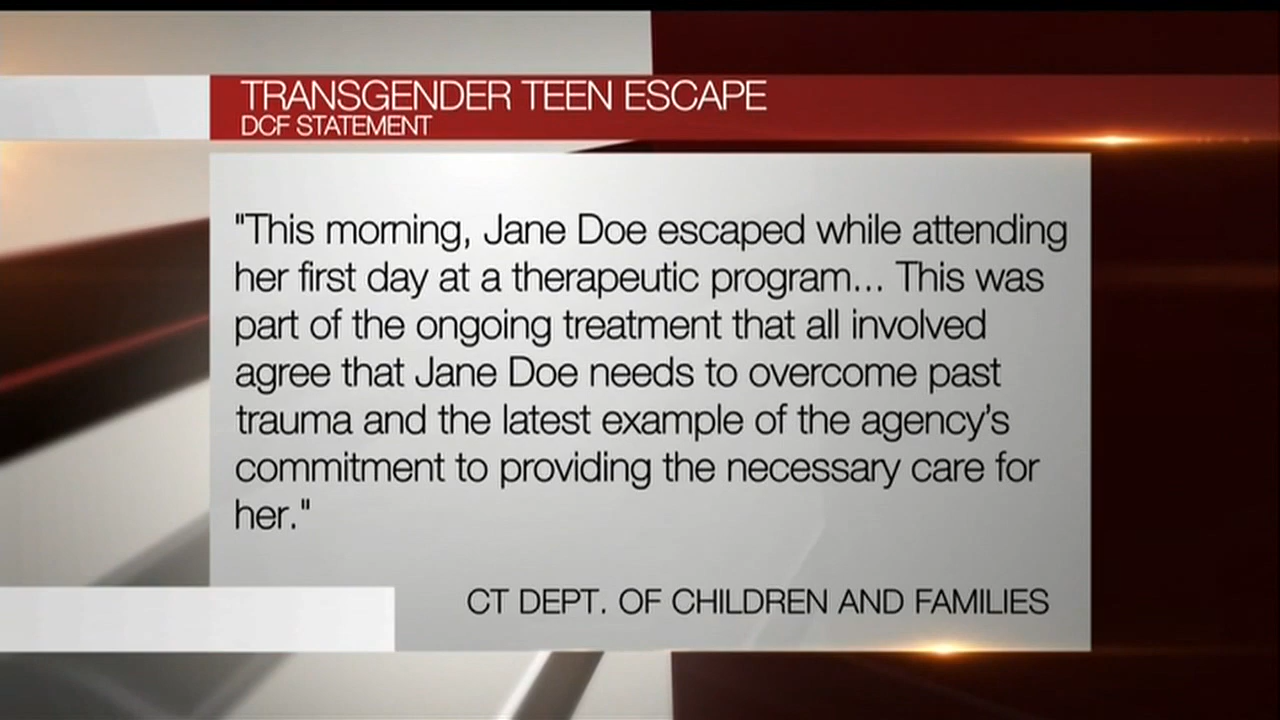 TRANSGENDER TEEN ESCAPE
DCF STATEMENT
"This morning, Jane Doe escaped while attending
her first day at a therapeutic program... This was
part of the ongoing treatment that all involved
agree that Jane Doe needs to overcome past
trauma and the latest example of the agency's
commitment to providing the necessary care for
her."
CT DEPT. OF CHILDREN AND FAMILIES